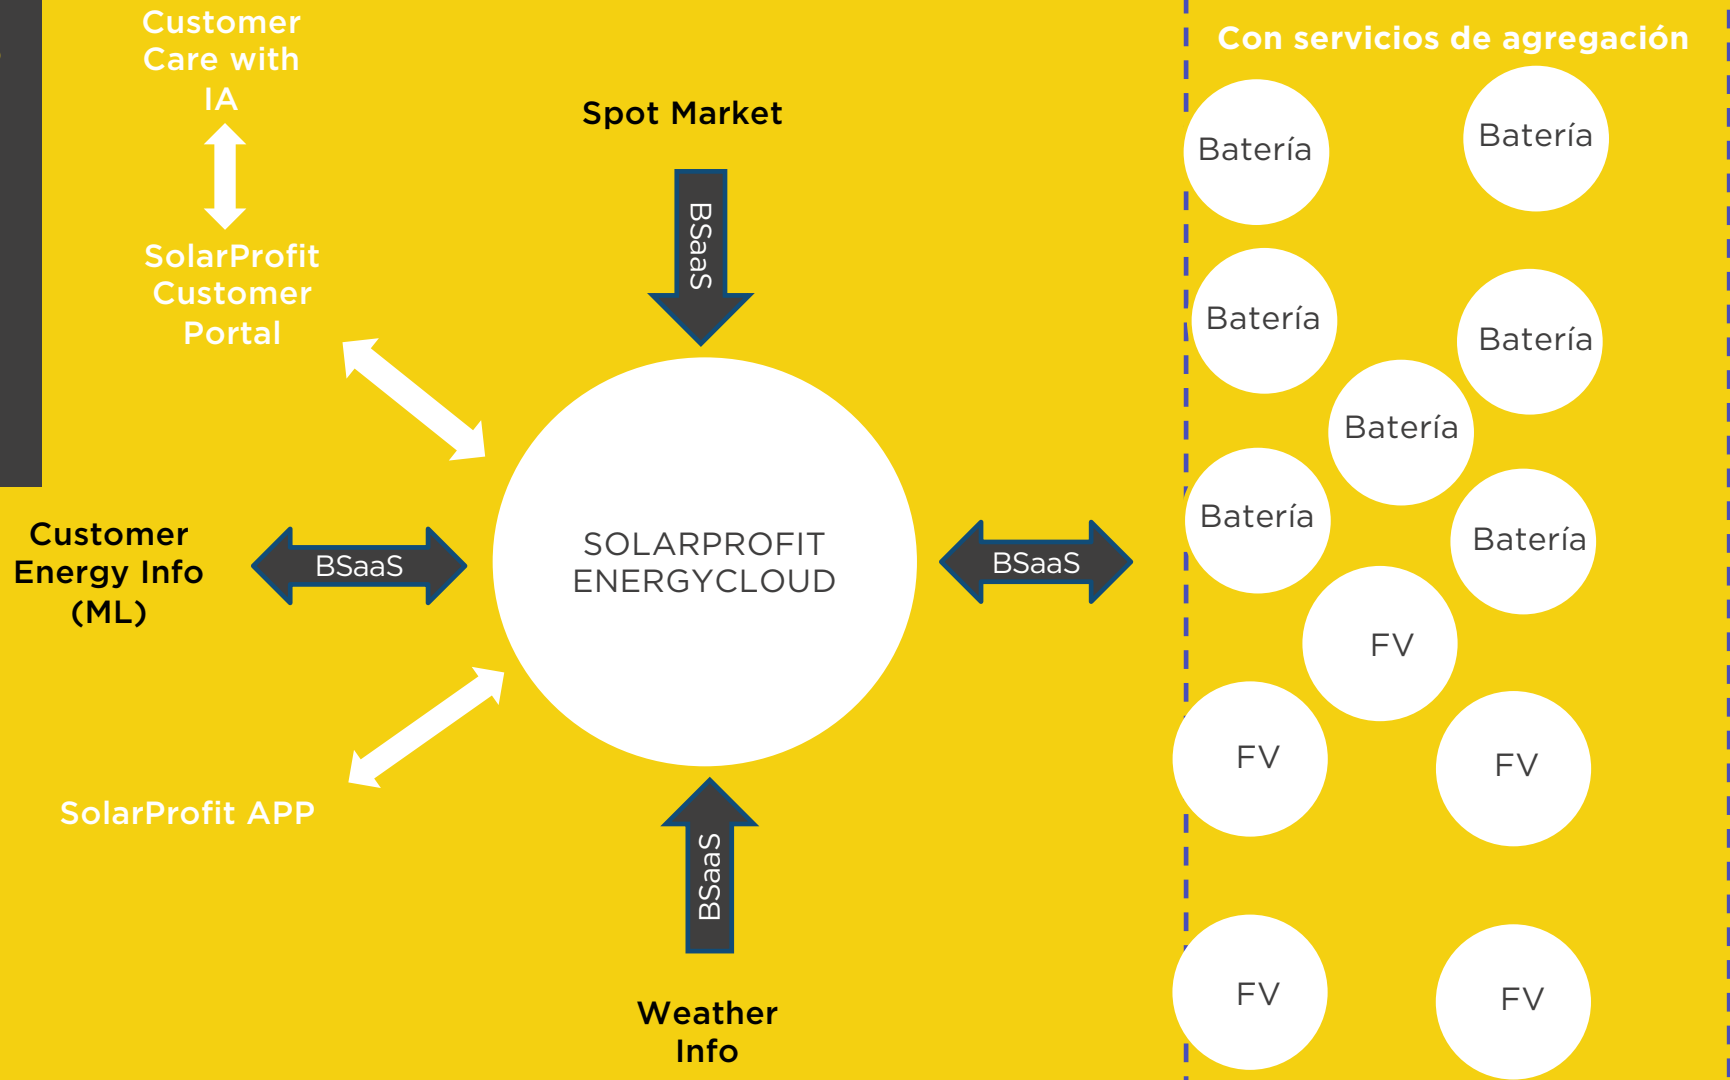 Customer
Care with
IA
SolarProfit
Customer
Portal
Customer
Energy Info
(ML)
SolarProfit APP
Spot Market
BSaaS
BSaaS
SOLARPROFIT
ENERGYCLOUD
BSaaS
BSaaS
Weather
Info
Con servicios de agregación
Batería
Batería
Batería
Batería
Batería
Batería
Batería
FV
FV
FV
FV
FV